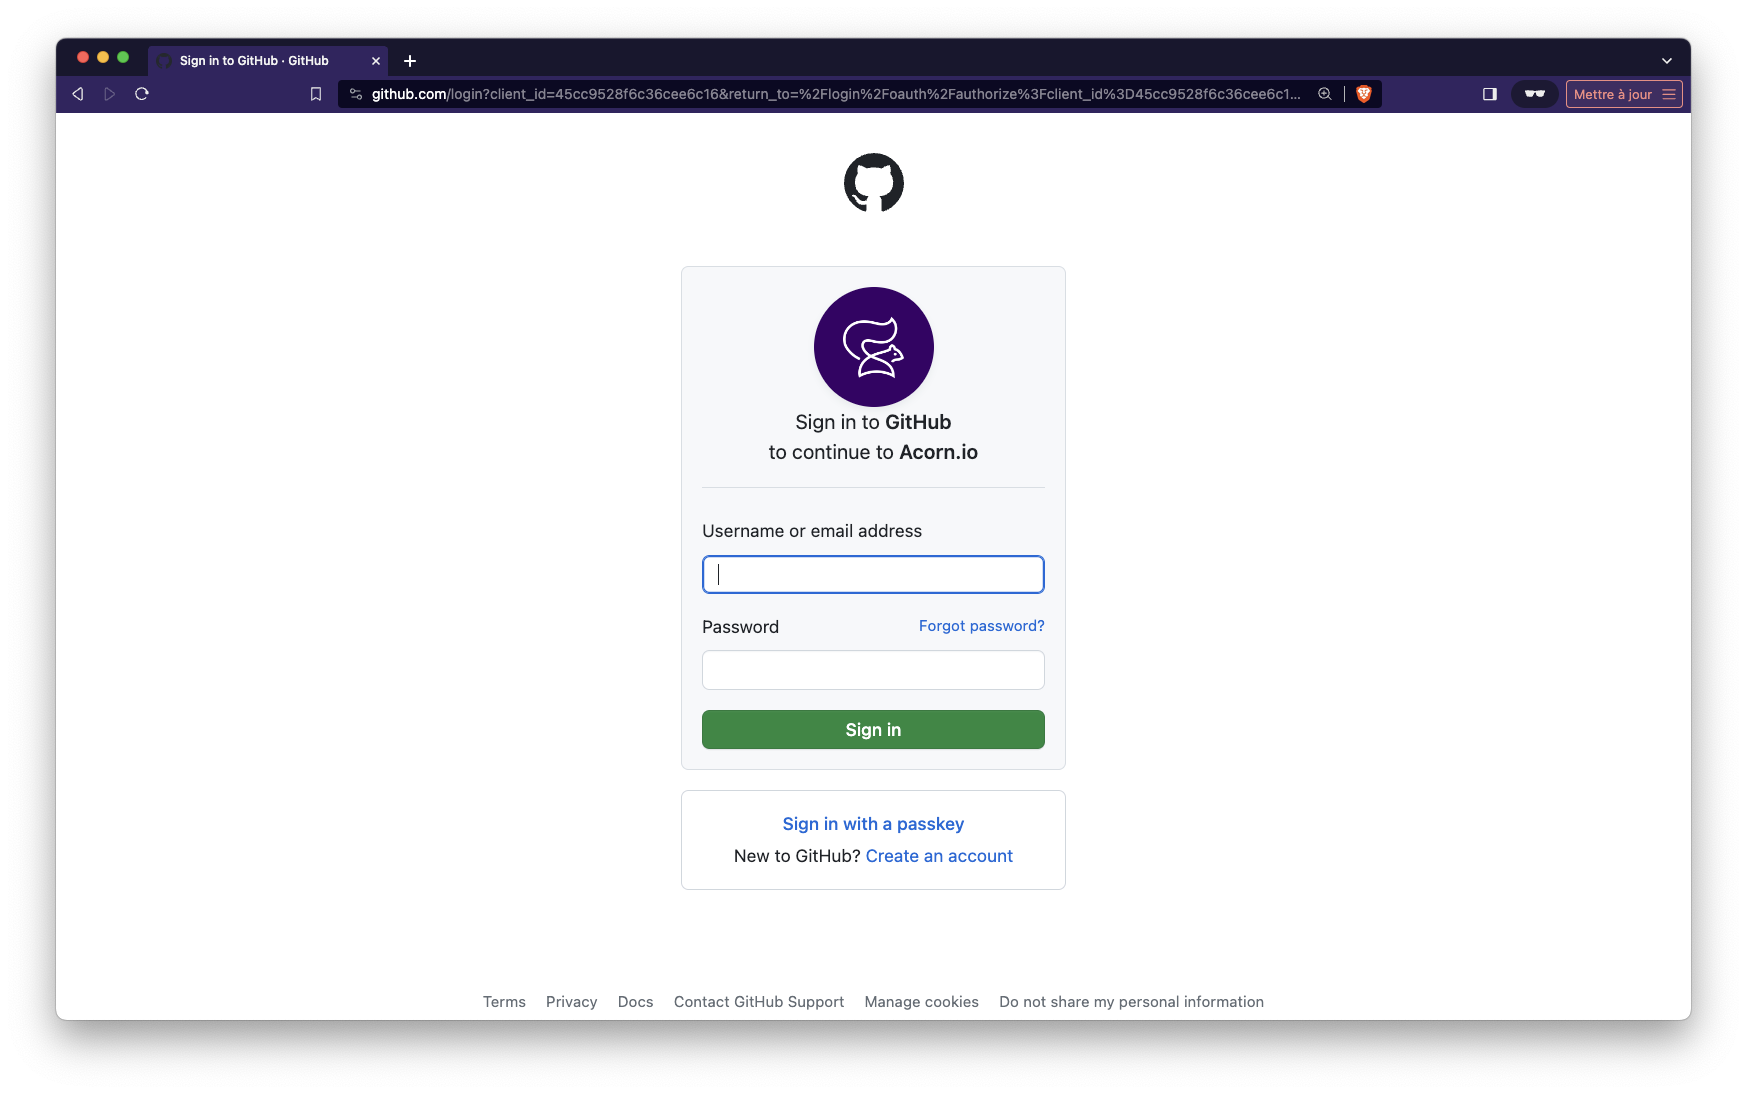 Sign in to GitHub · GitHub
github.com/login?client_id=45cc9528f6c36cee6c16&return_to=%2Flogin%2Foauth%2Fauthorize%3Fclient_id%3D45cc9528f6c36cee6c1...
Mettre à jour
Sign in to GitHub
to continue to Acorn.io
Username or email address
Password
Forgot password?
Sign in
Sign in with a passkey
New to GitHub? Create an account
Terms Privacy Docs Contact GitHub Support Manage cookies Do not share my personal information